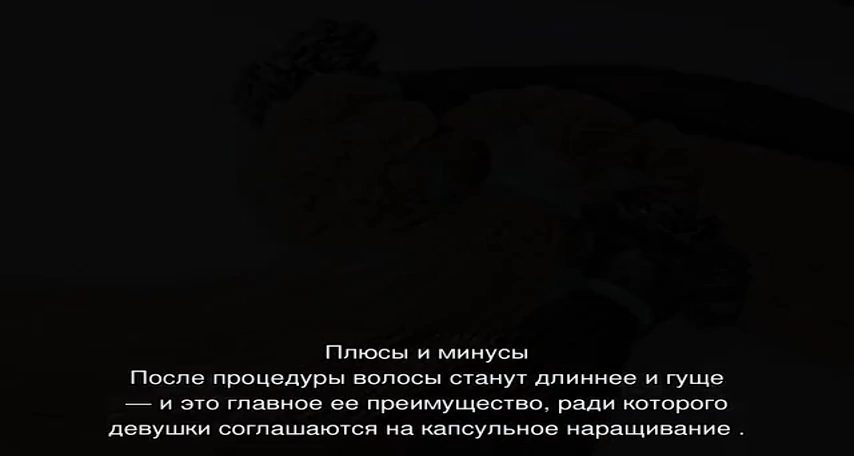 Плюсы и минусы
После процедуры волосы станут длиннее и гуще
— и это главное ее преимущество, ради которого
девушки соглашаются на капсульное наращивание .